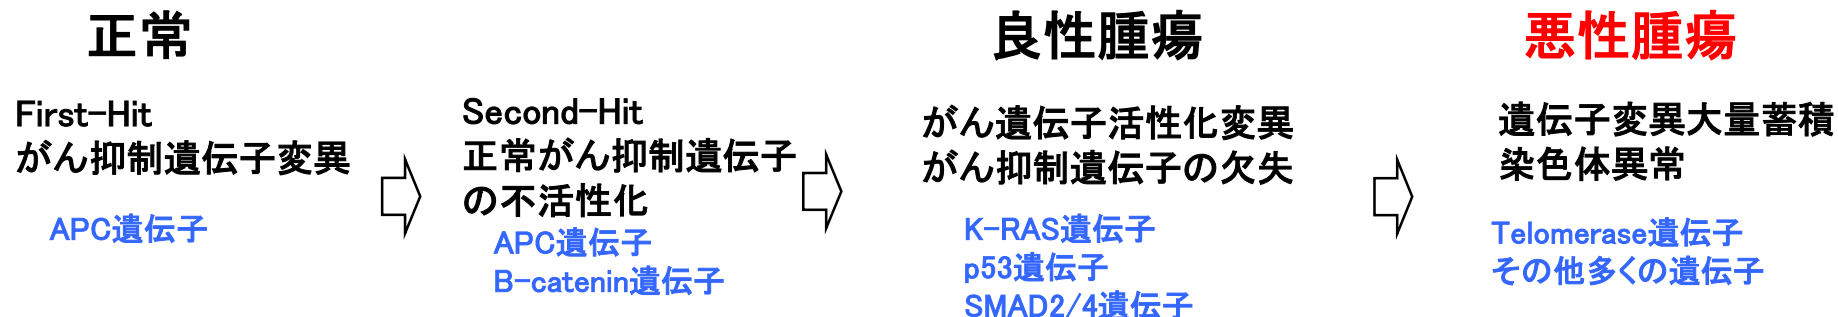 正常
良性腫瘍
悪性腫瘍
First-Hit
がん抑制遺伝子変異
APC遺伝子
Second-Hit
正常がん抑制遺伝子
の不活性化
APC遺伝子
B-catenin遺伝子
がん遺伝子活性化変異
がん抑制遺伝子の欠失
K-RAS遺伝子
p53遺伝子
SMAD2/4遺伝子
遺伝子変異大量蓄積
染色体異常
Telomerase遺伝子
その他多くの遺伝子